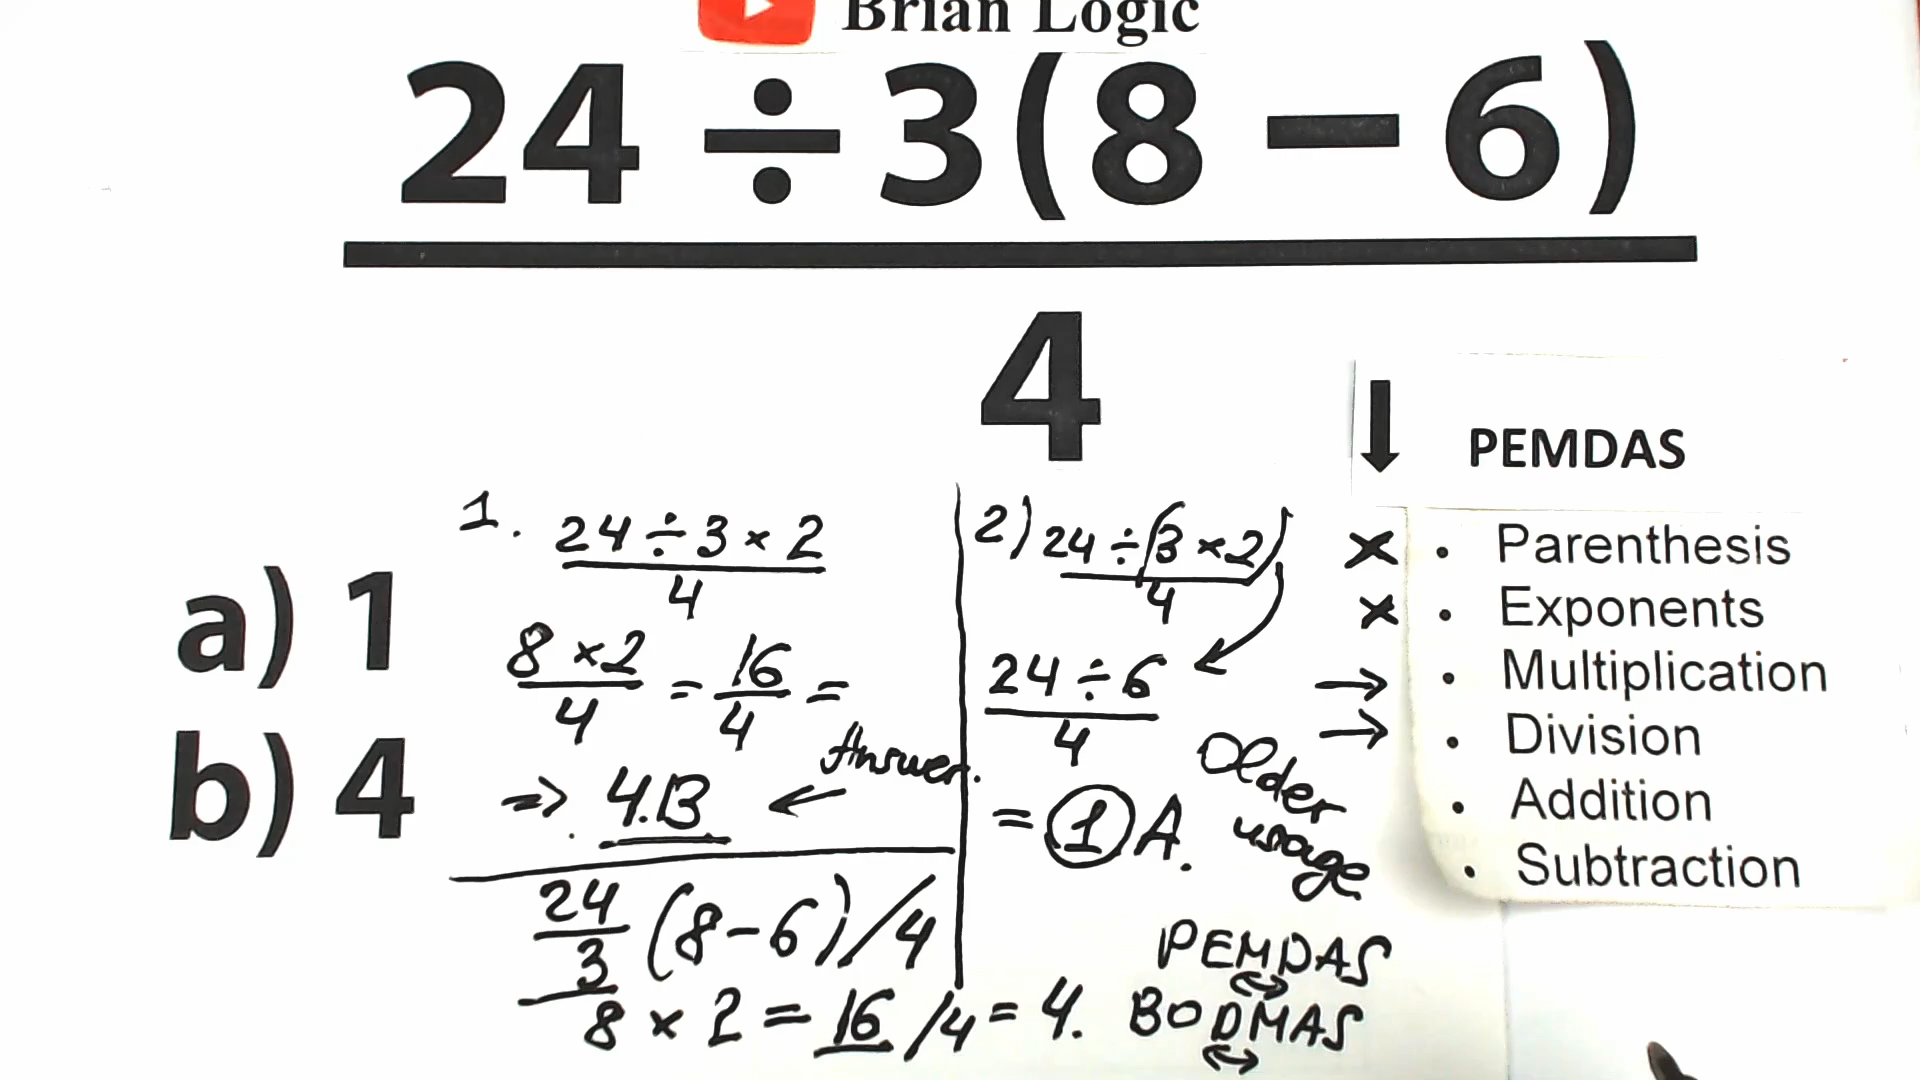 Brian Logic
24 ÷ 3(8 − 6)
4
PEMDAS
• Parenthesis
• Exponents
• Multiplication
• Division
• Addition
• Subtraction
a) 1
b) 4
1. 24 ÷ 3 × 2
4
8 × 2 = 16 =
4 4
⇒ 4.B ← Answer.
24 (8−6)/4
3
8 × 2 = 16 /4 = 4.
2) 24 ÷ (3 × 2)
4
24 ÷ 6
4
= 1 A.
Older
usage
PEMDAS
BODMAS